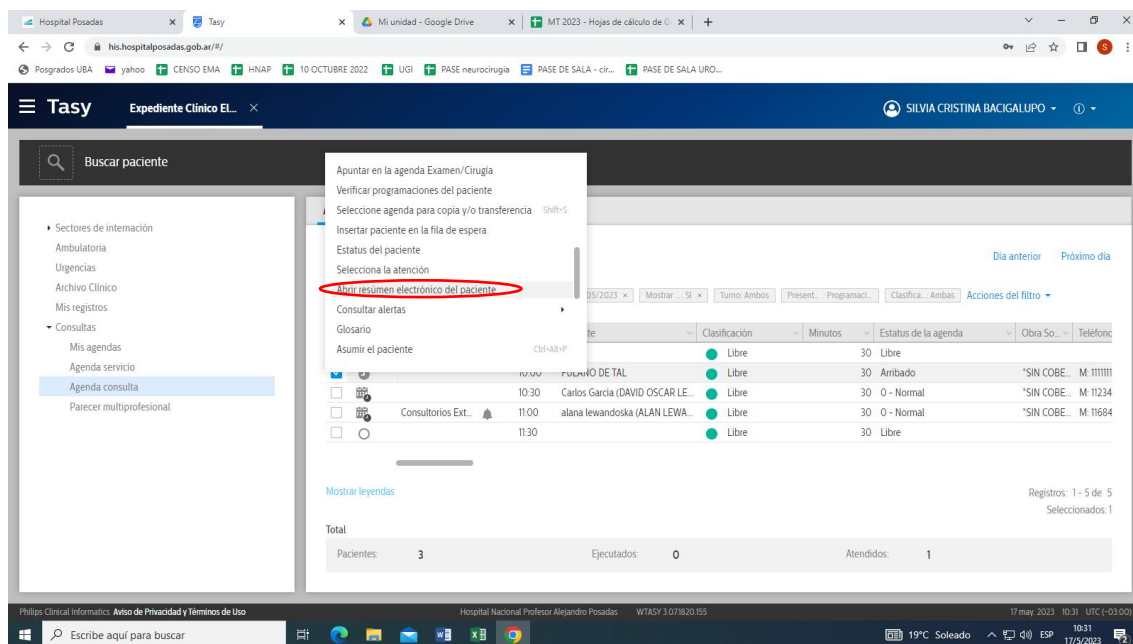 Hospital Posadas
Tasy
Mi unidad - Google Drive
MT 2023 - Hojas de cálculo de G
his.hospitalposadas.gob.ar/#/
Posgrados UBA yahoo CENSO EMA HNAP 10 OCTUBRE 2022 UGI PASE neurocirugia PASE DE SALA - cir... PASE DE SALA URO...
Tasy Expediente Clínico El... SILVIA CRISTINA BACIGALUPO
Buscar paciente
Sectores de internación
Ambulatoria
Urgencias
Archivo Clínico
Mis registros
Consultas
Mis agendas
Agenda servicio
Agenda consulta
Parecer multiprofesional
Apuntar en la agenda Examen/Cirugía
Verificar programaciones del paciente
Seleccione agenda para copia y/o transferencia Shift+S
Insertar paciente en la fila de espera
Estatus del paciente
Selecciona la atención
Abrir resúmen electrónico del paciente
Consultar alertas
Glosario
Asumir el paciente Ctrl+Alt+P
Día anterior Próximo día
05/2023 × Mostrar ...: SI × Turno: Ambos Present... : Programaci... Clasifica...: Ambas Acciones del filtro
te Clasificación Minutos Estatus de la agenda Obra So... Teléfono
Libre 30 Libre
10:00 FULANO DE TAL Libre 30 Arribado "SIN COBE... M: 1111111
10:30 Carlos Garcia (DAVID OSCAR LE... Libre 30 0 - Normal "SIN COBE... M: 11234
Consultorios Ext... 11:00 alana lewandoska (ALAN LEWA... Libre 30 0 - Normal "SIN COBE... M: 11684
11:30 Libre 30 Libre
Mostrar leyendas
Registros: 1 - 5 de 5
Seleccionados: 1
Total
Pacientes: 3 Ejecutados: 0 Atendidos: 1
Philips Clinical Informatics Aviso de Privacidad y Términos de Uso Hospital Nacional Profesor Alejandro Posadas WTASY 3.07.1820.155 17 may. 2023 10:31 UTC (-03:00)
Escribe aquí para buscar
19°C Soleado ESP 10:31
17/5/2023